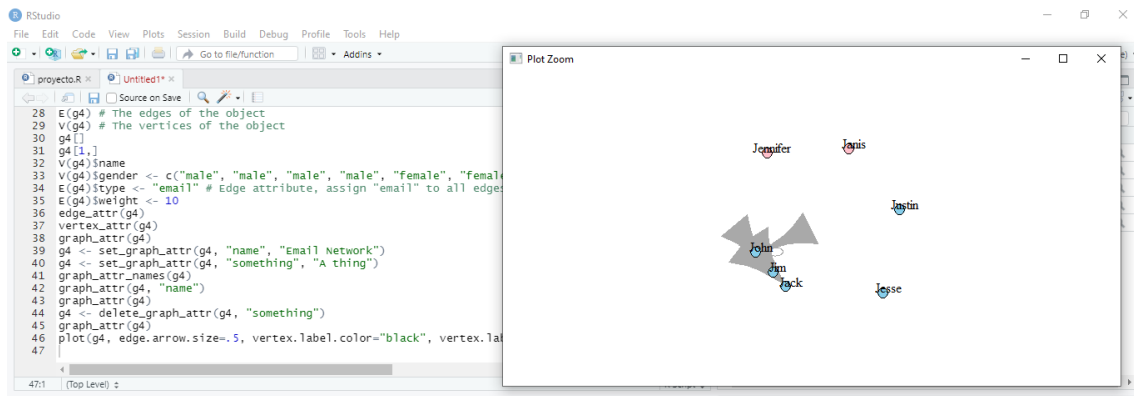 RStudio
File Edit Code View Plots Session Build Debug Profile Tools Help
Go to file/function Addins
Plot Zoom
proyecto.R Untitled1*
Source on Save
28 E(g4) # The edges of the object
29 V(g4) # The vertices of the object
30 g4[]
31 g4[1,]
32 V(g4)$name
33 V(g4)$gender <- c("male", "male", "male", "male", "female", "female
34 E(g4)$type <- "email" # Edge attribute, assign "email" to all edges
35 E(g4)$weight <- 10
36 edge_attr(g4)
37 vertex_attr(g4)
38 graph_attr(g4)
39 g4 <- set_graph_attr(g4, "name", "Email Network")
40 g4 <- set_graph_attr(g4, "something", "A thing")
41 graph_attr_names(g4)
42 graph_attr(g4, "name")
43 graph_attr(g4)
44 g4 <- delete_graph_attr(g4, "something")
45 graph_attr(g4)
46 plot(g4, edge.arrow.size=.5, vertex.label.color="black", vertex.lab
47
47:1 (Top Level)
Jennifer
Janis
Justin
John
Jim
Jack
Jesse